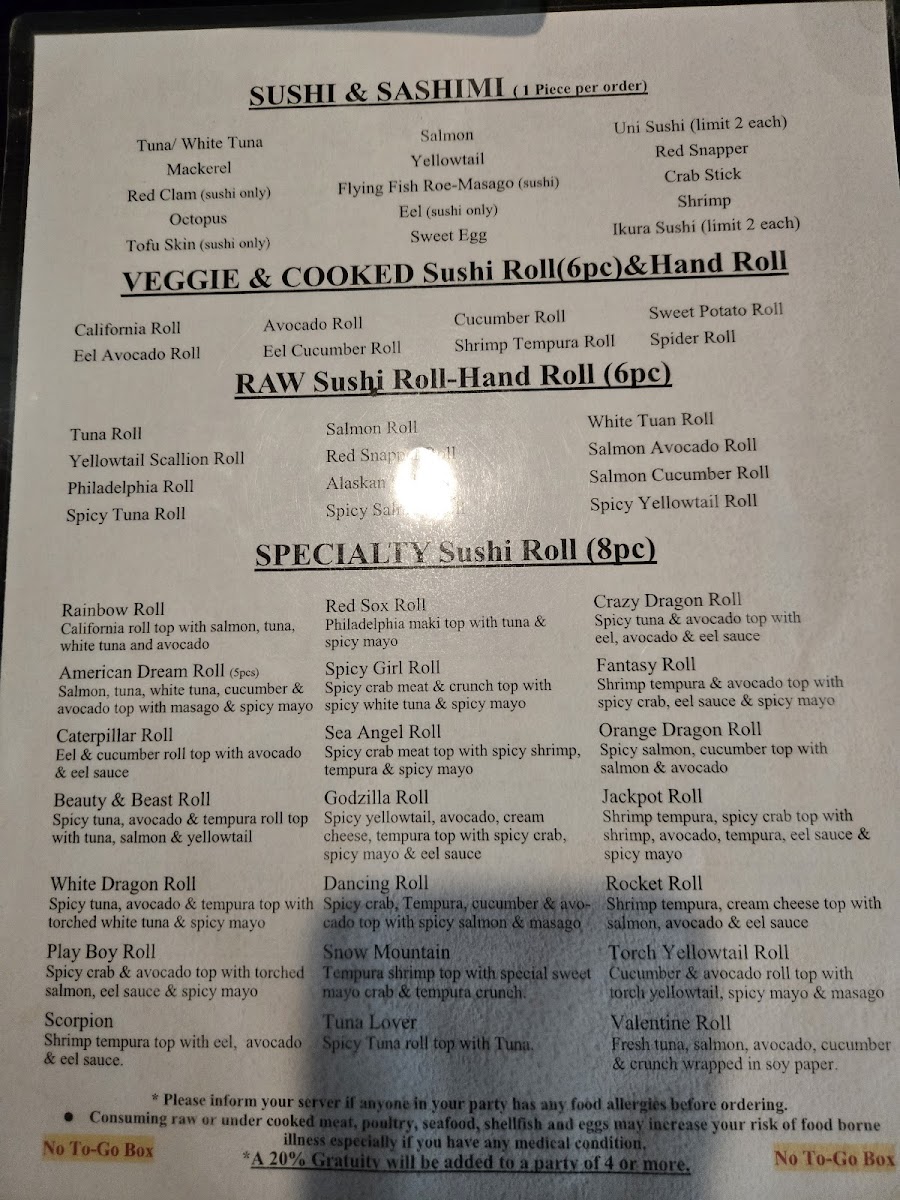 SUSHI & SASHIMI ( 1 Piece per order)
Tuna/ White Tuna
Mackerel
Red Clam (sushi only)
Octopus
Tofu Skin (sushi only)
Salmon
Yellowtail
Flying Fish Roe-Masago (sushi)
Eel (sushi only)
Sweet Egg
Uni Sushi (limit 2 each)
Red Snapper
Crab Stick
Shrimp
Ikura Sushi (limit 2 each)
VEGGIE & COOKED Sushi Roll(6pc)&Hand Roll
California Roll
Eel Avocado Roll
Avocado Roll
Eel Cucumber Roll
Cucumber Roll
Shrimp Tempura Roll
Sweet Potato Roll
Spider Roll
RAW Sushi Roll-Hand Roll (6pc)
Tuna Roll
Yellowtail Scallion Roll
Philadelphia Roll
Spicy Tuna Roll
Salmon Roll
Red Snapper Roll
Alaskan
Spicy
White Tuan Roll
Salmon Avocado Roll
Salmon Cucumber Roll
Spicy Yellowtail Roll
SPECIALTY Sushi Roll (8pc)
Rainbow Roll
California roll top with salmon, tuna,
white tuna and avocado
American Dream Roll (5pcs)
Salmon, tuna, white tuna, cucumber &
avocado top with masago & spicy mayo
Caterpillar Roll
Eel & cucumber roll top with avocado
& eel sauce
Beauty & Beast Roll
Spicy tuna, avocado & tempura roll top
with tuna, salmon & yellowtail
White Dragon Roll
Spicy tuna, avocado & tempura top with
torched white tuna & spicy mayo
Play Boy Roll
Spicy crab & avocado top with torched
salmon, eel sauce & spicy mayo
Scorpion
Shrimp tempura top with eel, avocado
& eel sauce.
Red Sox Roll
Philadelphia maki top with tuna &
spicy mayo
Spicy Girl Roll
Spicy crab meat & crunch top with
spicy white tuna & spicy mayo
Sea Angel Roll
Spicy crab meat top with spicy shrimp,
tempura & spicy mayo
Godzilla Roll
Spicy yellowtail, avocado, cream
cheese, tempura top with spicy crab,
spicy mayo & eel sauce
Dancing Roll
Spicy crab, Tempura, cucumber & avo-
cado top with spicy salmon & masago
Snow Mountain
Tempura shrimp top with special sweet
mayo crab & tempura crunch.
Tuna Lover
Spicy Tuna roll top with Tuna.
Crazy Dragon Roll
Spicy tuna & avocado top with
eel, avocado & eel sauce
Fantasy Roll
Shrimp tempura & avocado top with
spicy crab, eel sauce & spicy mayo
Orange Dragon Roll
Spicy salmon, cucumber top with
salmon & avocado
Jackpot Roll
Shrimp tempura, spicy crab top with
shrimp, avocado, tempura, eel sauce &
spicy mayo
Rocket Roll
Shrimp tempura, cream cheese top with
salmon, avocado & eel sauce
Torch Yellowtail Roll
Cucumber & avocado roll top with
torch yellowtail, spicy mayo & masago
Valentine Roll
Fresh tuna, salmon, avocado, cucumber
& crunch wrapped in soy paper.
* Please inform your server if anyone in your party has any food allergies before ordering.
● Consuming raw or under cooked meat, poultry, seafood, shellfish and eggs may increase your risk of food borne
illness especially if you have any medical condition.
*A 20% Gratuity will be added to a party of 4 or more.
No To-Go Box
No To-Go Box